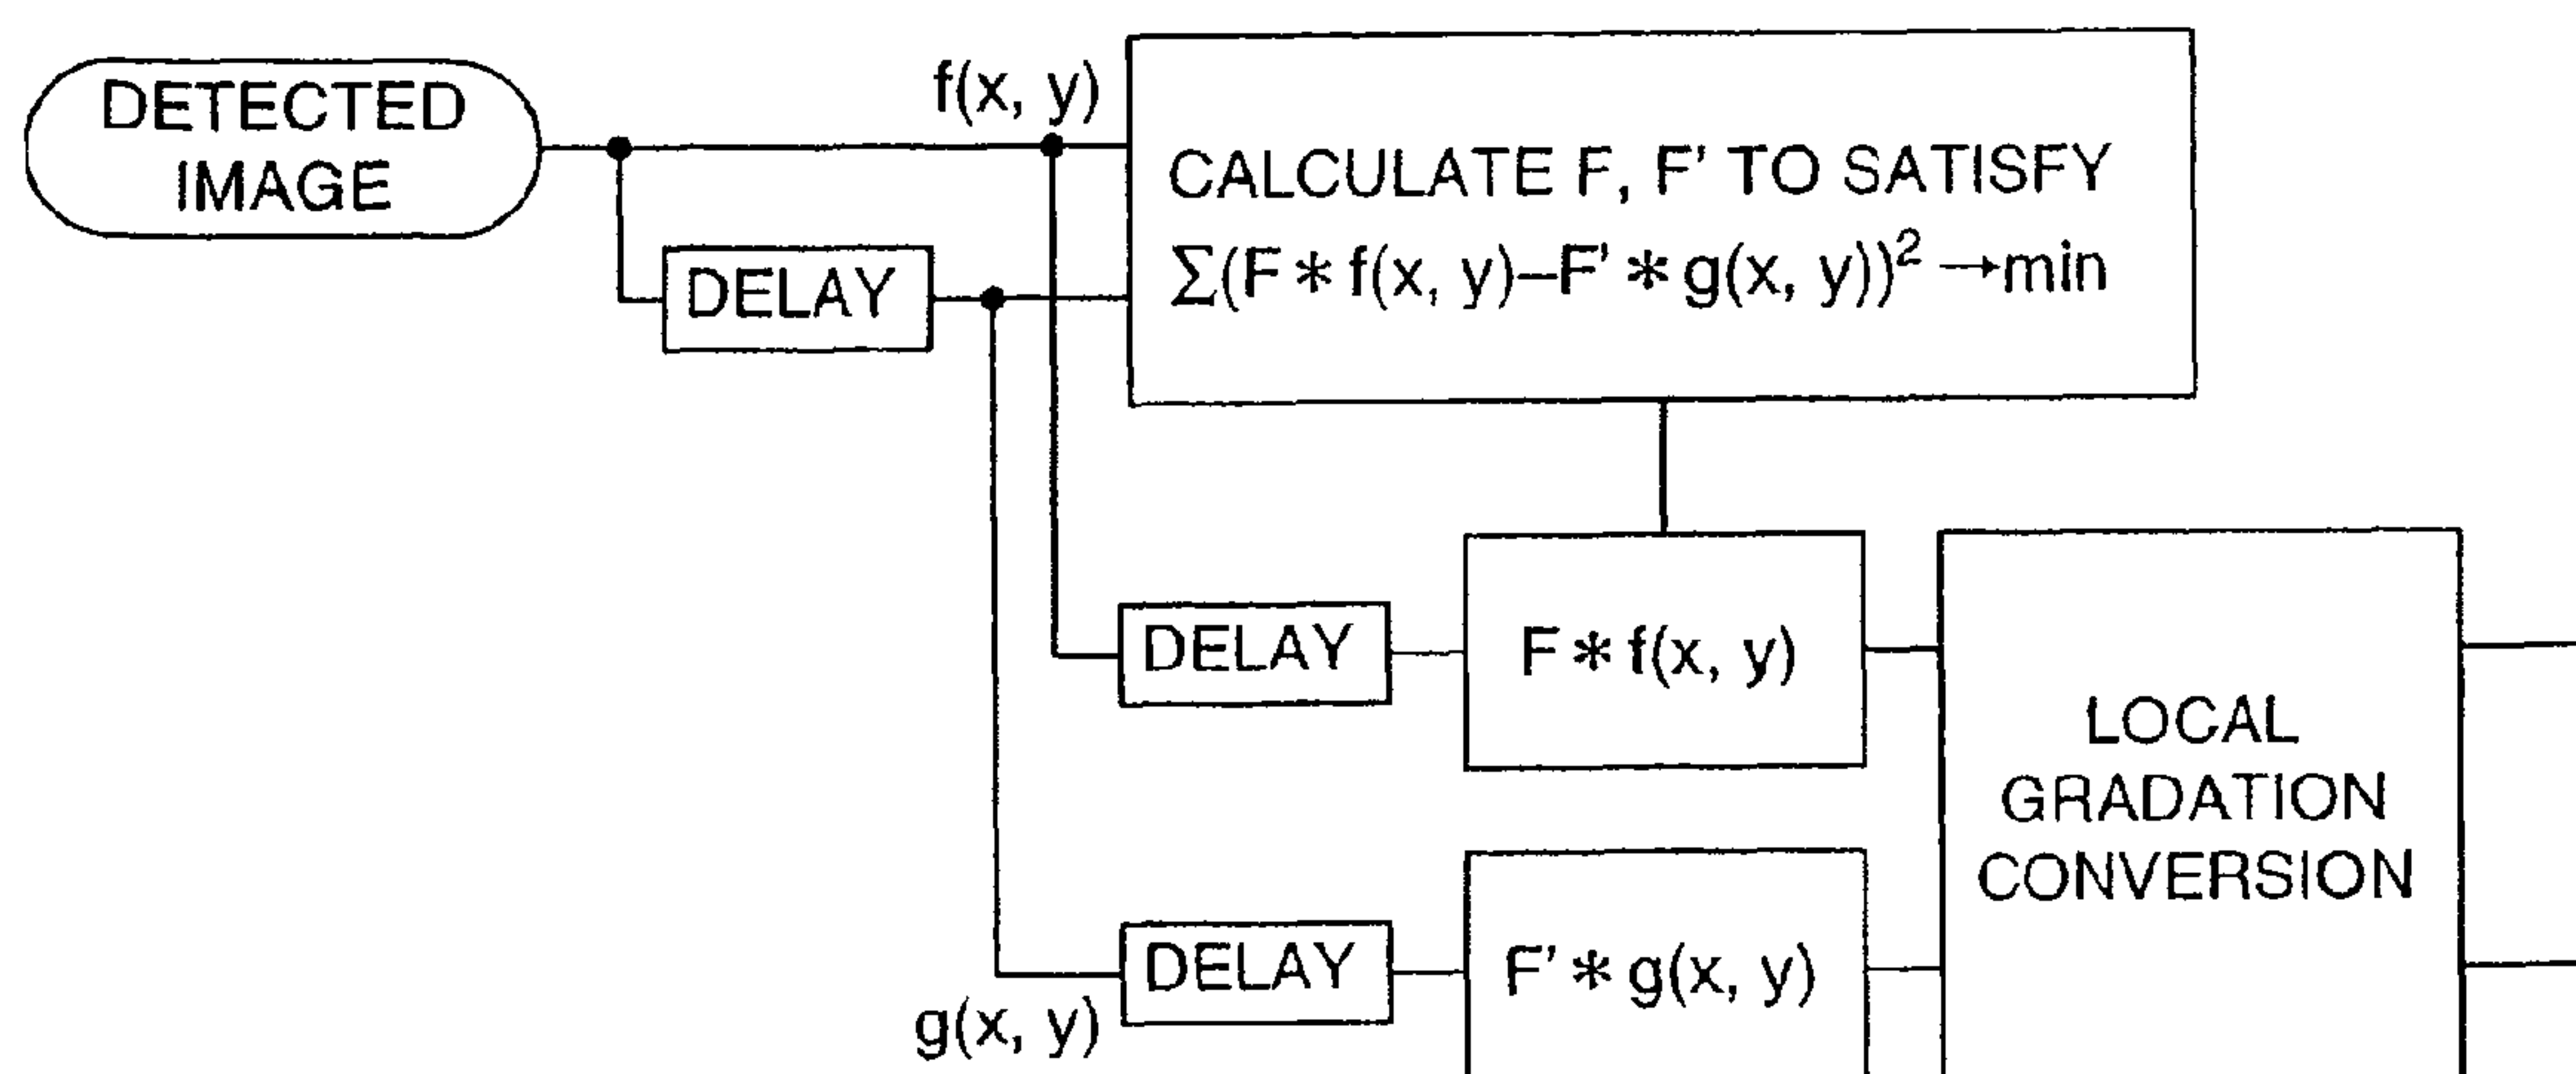 DETECTED
IMAGE
f(x, y)
CALCULATE F, F' TO SATISFY
Σ(F * f(x, y)–F' * g(x, y))² →min
DELAY
DELAY
F * f(x, y)
LOCAL
GRADATION
CONVERSION
DELAY
F' * g(x, y)
g(x, y)